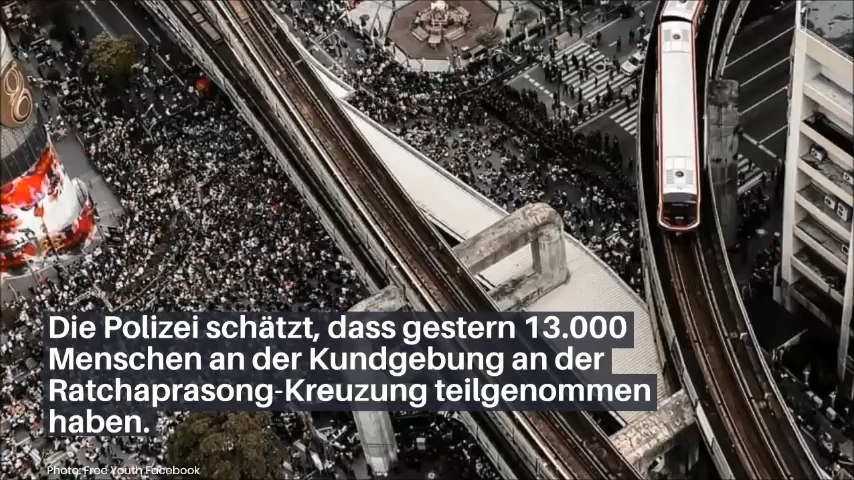 Die Polizei schätzt, dass gestern 13.000
Menschen an der Kundgebung an der
Ratchaprasong-Kreuzung teilgenommen
haben.
Photo: Free Youth Facebook